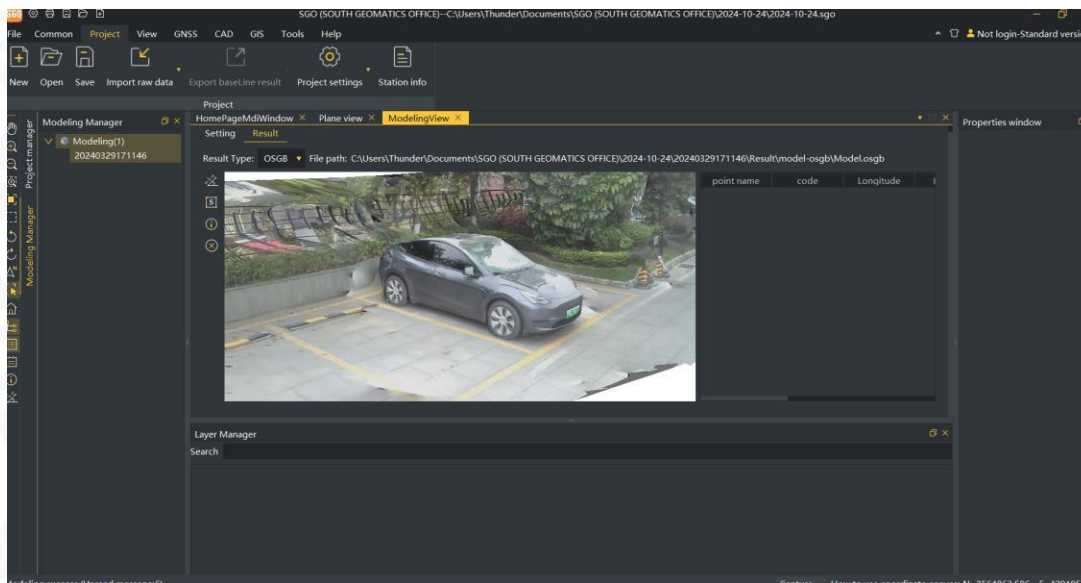 SGO (SOUTH GEOMATICS OFFICE)--C:\Users\Thunder\Documents\SGO (SOUTH GEOMATICS OFFICE)\2024-10-24\2024-10-24.sgo
File Common Project View GNSS CAD GIS Tools Help
Not login-Standard versi
New Open Save Import raw data Export baseLine result Project settings Station info
Project
Project manager
Modeling Manager
Modeling Manager
Modeling(1)
20240329171146
HomePageMdiWindow Plane view ModelingView
Setting Result
Result Type: OSGB File path: C:\Users\Thunder\Documents\SGO (SOUTH GEOMATICS OFFICE)\2024-10-24\20240329171146\Result\model-osgb\Model.osgb
point name code Longitude
Properties window
Layer Manager
Search